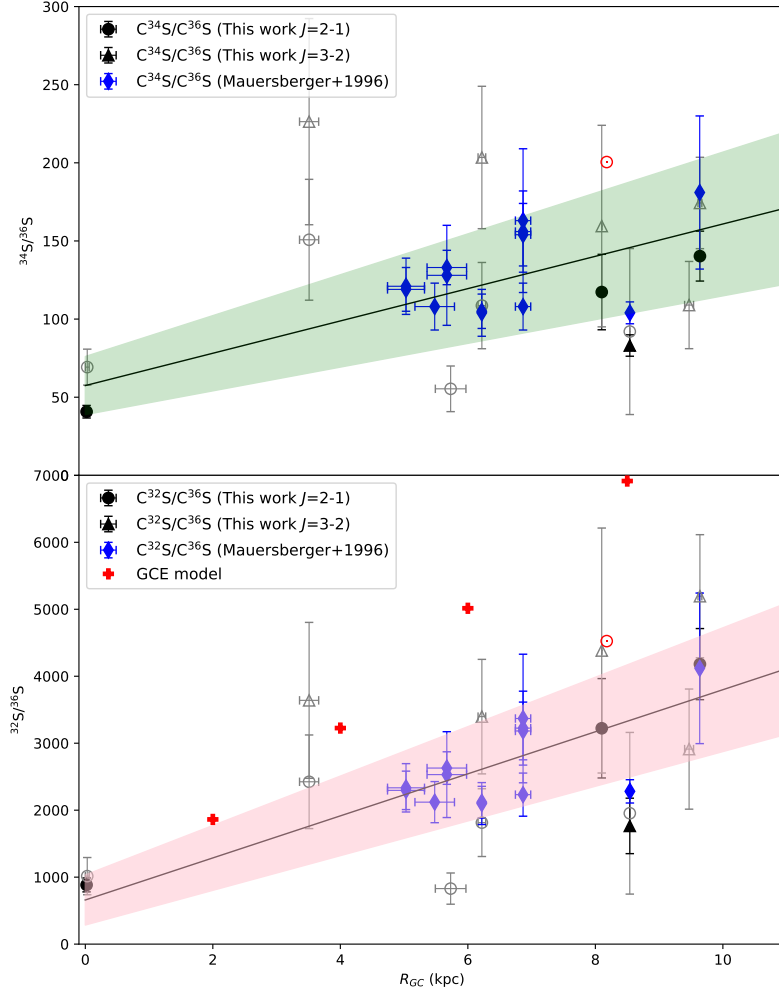 300
250
200
150
100
50
0
³⁴S/³⁶S
C³⁴S/C³⁶S (This work J=2-1)
C³⁴S/C³⁶S (This work J=3-2)
C³⁴S/C³⁶S (Mauersberger+1996)
7000
6000
5000
4000
3000
2000
1000
0
³²S/³⁶S
C³²S/C³⁶S (This work J=2-1)
C³²S/C³⁶S (This work J=3-2)
C³²S/C³⁶S (Mauersberger+1996)
GCE model
0 2 4 6 8 10
R_GC (kpc)